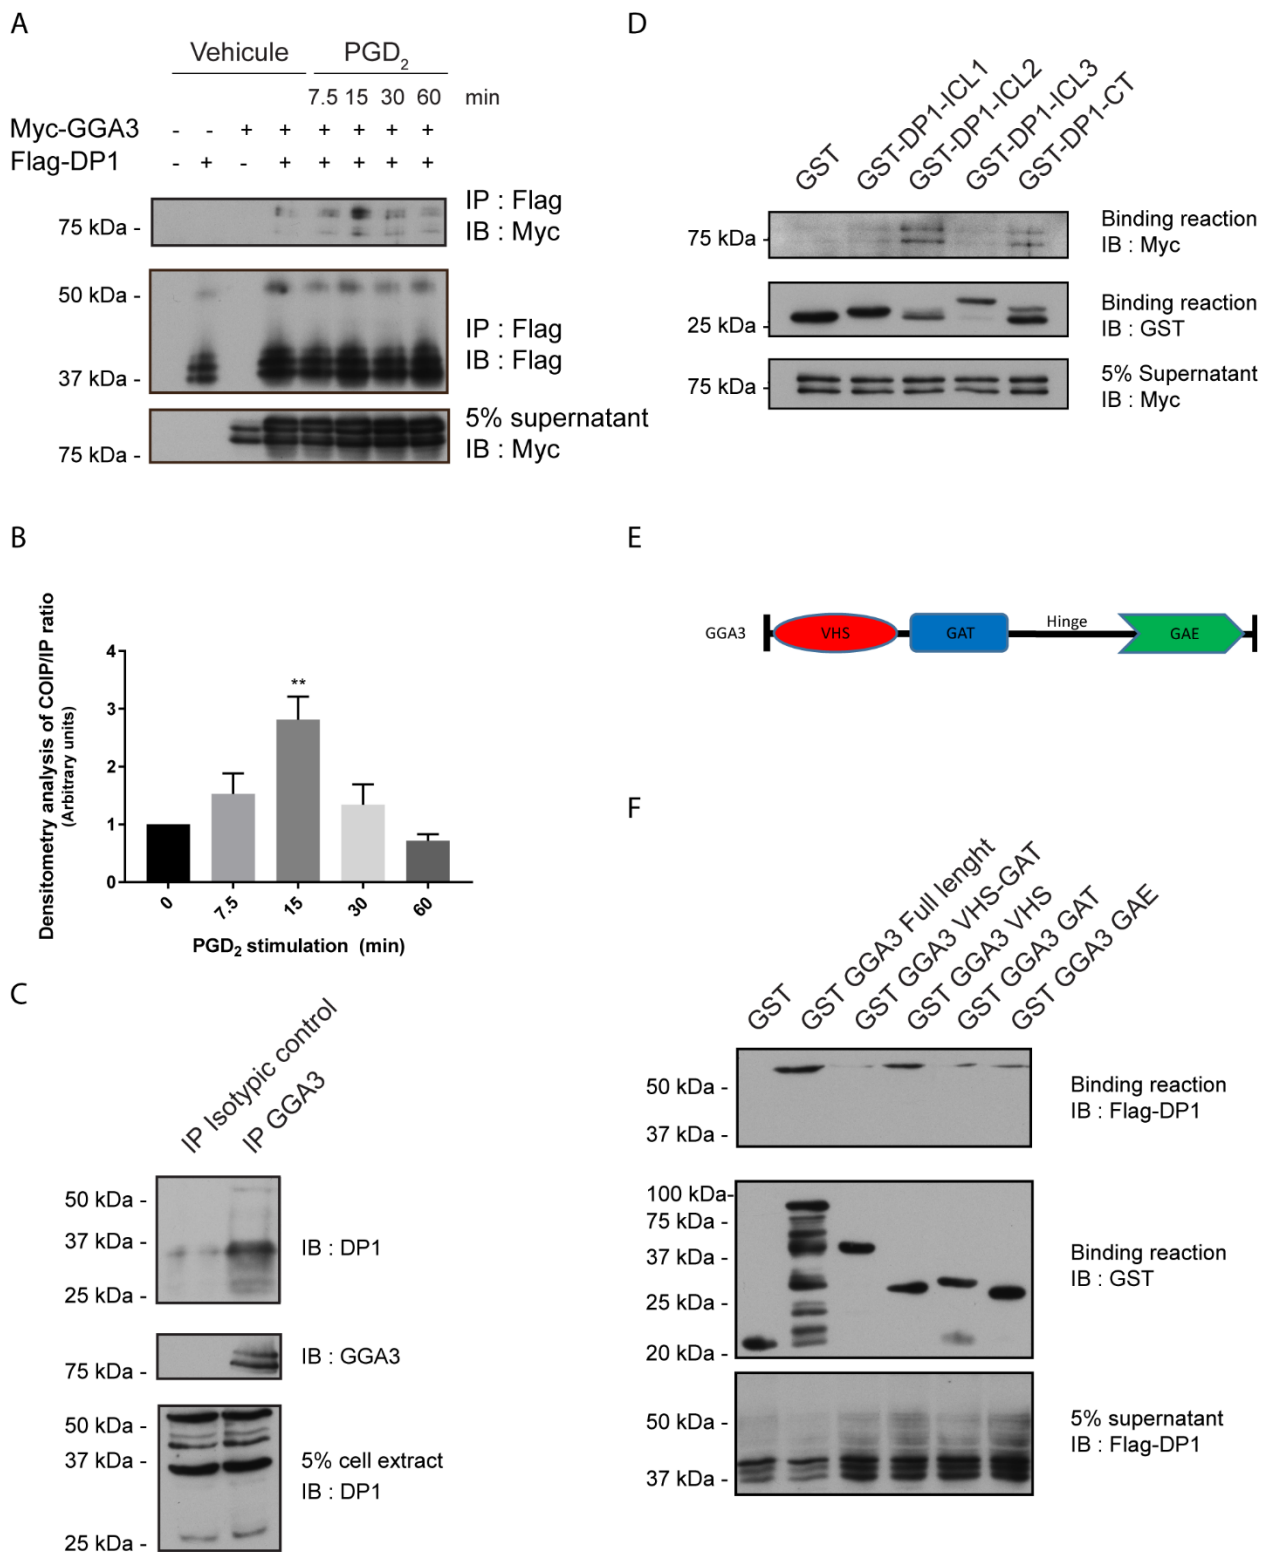 A
Vehicule PGD2
7.5 15 30 60 min
Myc-GGA3 - - + + + + + +
Flag-DP1 - + - + + + + +
75 kDa -
IP : Flag
IB : Myc
50 kDa -
37 kDa -
IP : Flag
IB : Flag
75 kDa -
5% supernatant
IB : Myc
B
Densitometry analysis of COIP/IP ratio
(Arbitrary units)
4
3
2
1
0
**
0 7.5 15 30 60
PGD2 stimulation (min)
C
IP Isotypic control
IP GGA3
50 kDa -
37 kDa -
25 kDa -
IB : DP1
75 kDa -
IB : GGA3
50 kDa -
37 kDa -
25 kDa -
5% cell extract
IB : DP1
D
GST
GST-DP1-ICL1
GST-DP1-ICL2
GST-DP1-ICL3
GST-DP1-CT
75 kDa -
Binding reaction
IB : Myc
25 kDa -
Binding reaction
IB : GST
75 kDa -
5% Supernatant
IB : Myc
E
GGA3 VHS GAT Hinge GAE
F
GST
GST GGA3 Full lenght
GST GGA3 VHS-GAT
GST GGA3 VHS
GST GGA3 GAT
GST GGA3 GAE
50 kDa -
37 kDa -
Binding reaction
IB : Flag-DP1
100 kDa-
75 kDa -
37 kDa -
25 kDa -
20 kDa -
Binding reaction
IB : GST
50 kDa -
37 kDa -
5% supernatant
IB : Flag-DP1